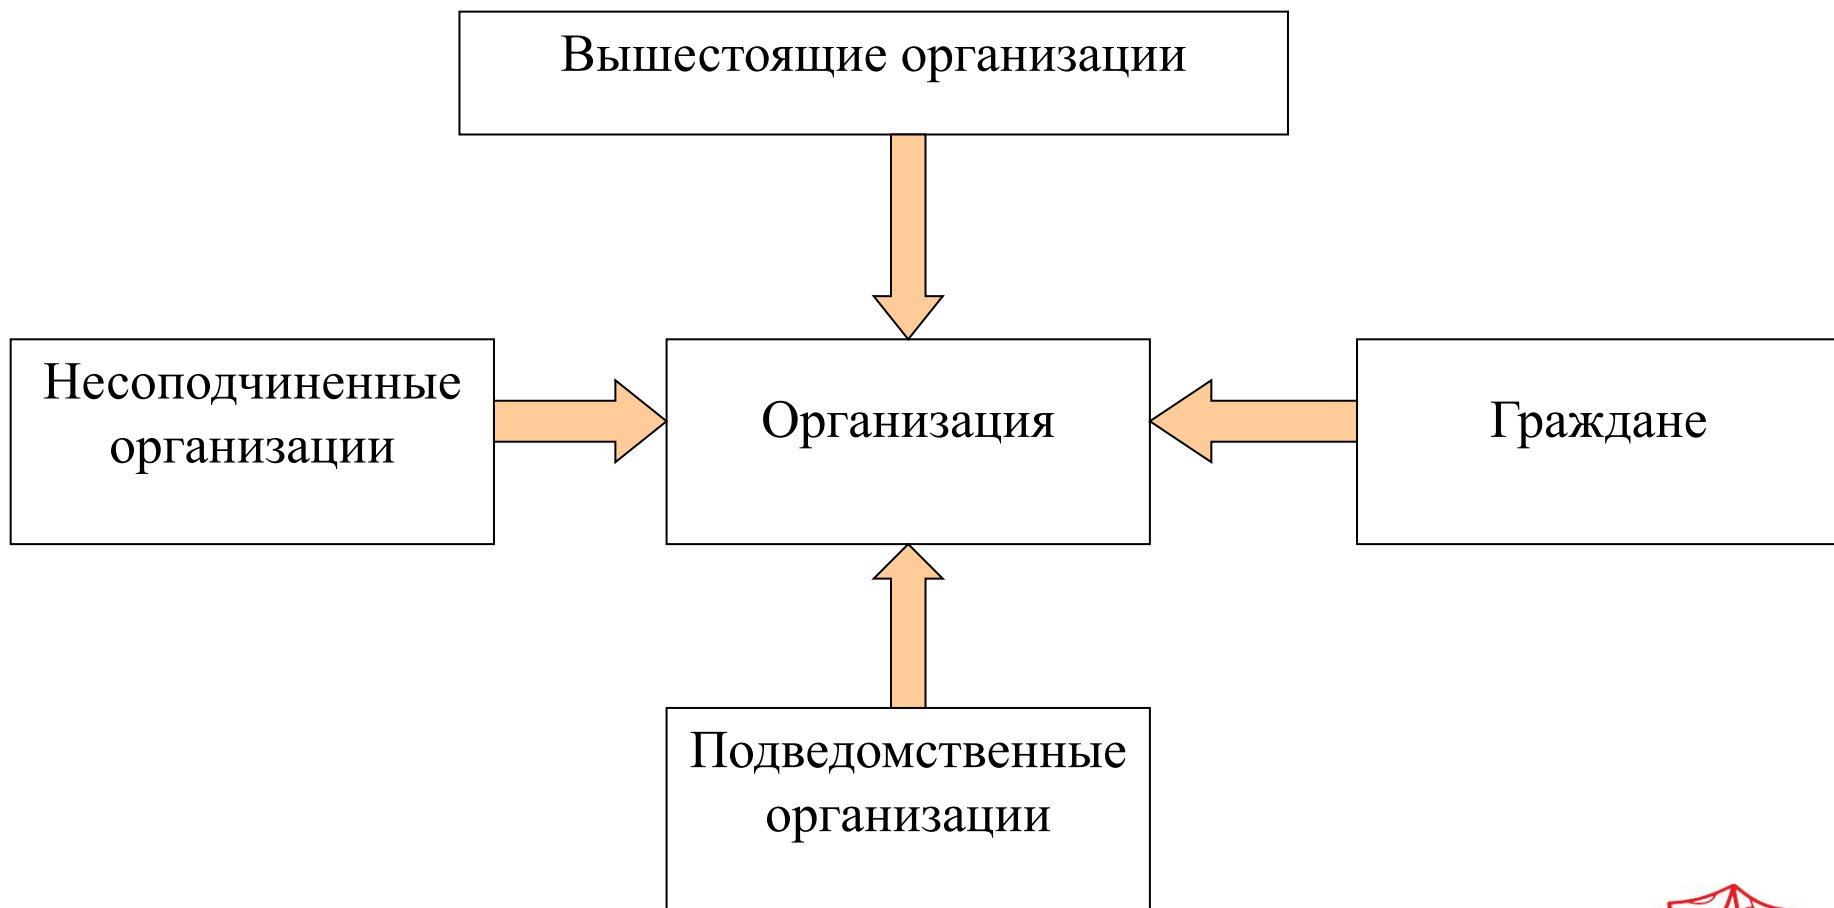 Вышестоящие организации
Несоподчиненные
организации
Организация
Граждане
Подведомственные
организации